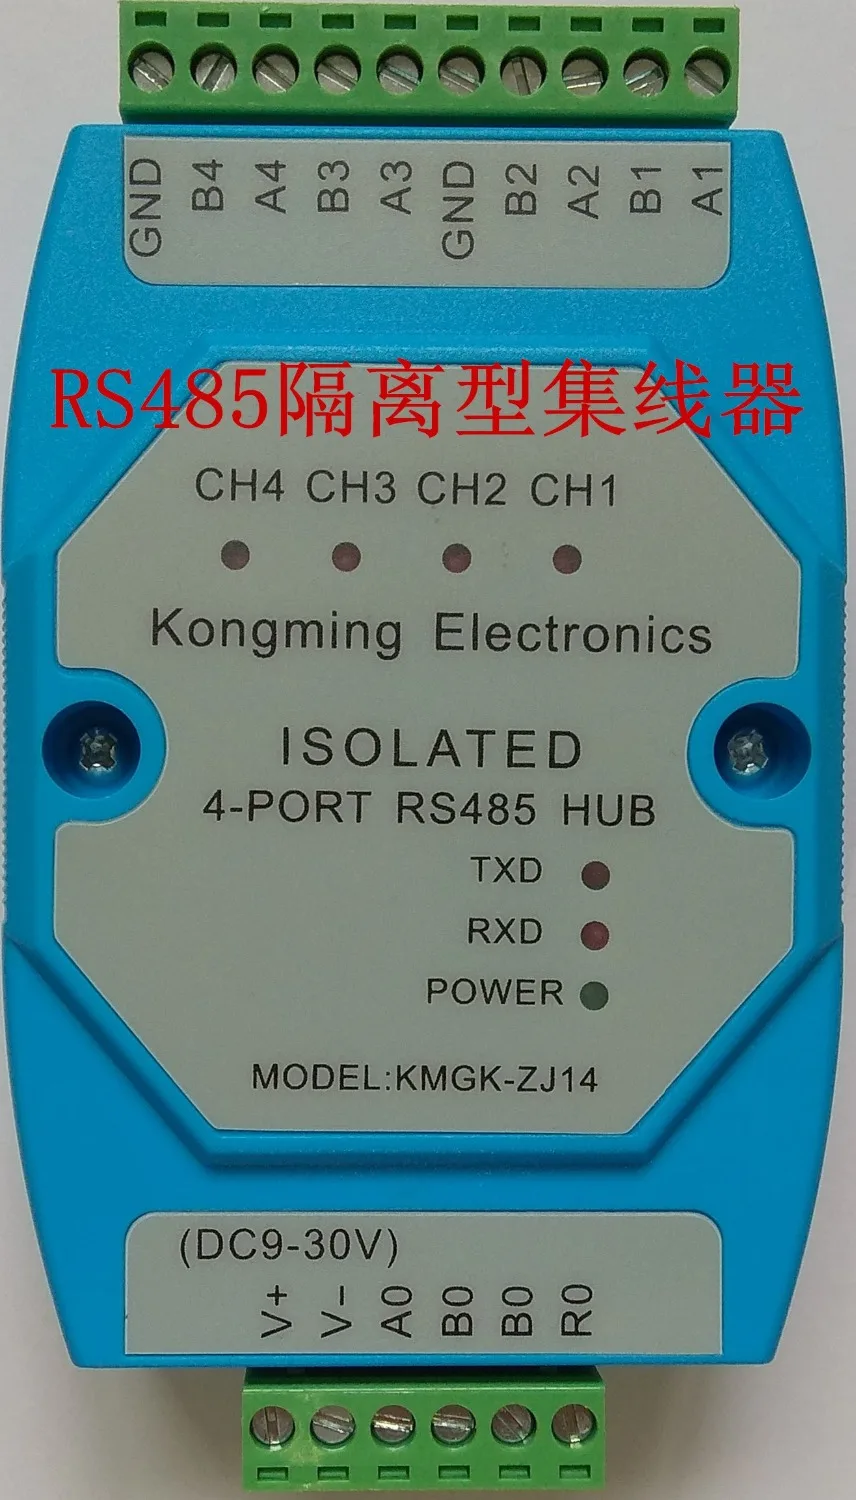 GND B4 A4 B3 A3 GND B2 A2 B1 A1
RS485隔离型集线器
CH4 CH3 CH2 CH1
Kongming Electronics
ISOLATED
4-PORT RS485 HUB
TXD
RXD
POWER
MODEL:KMGK-ZJ14
(DC9-30V)
V+ V- A0 B0 B0 R0